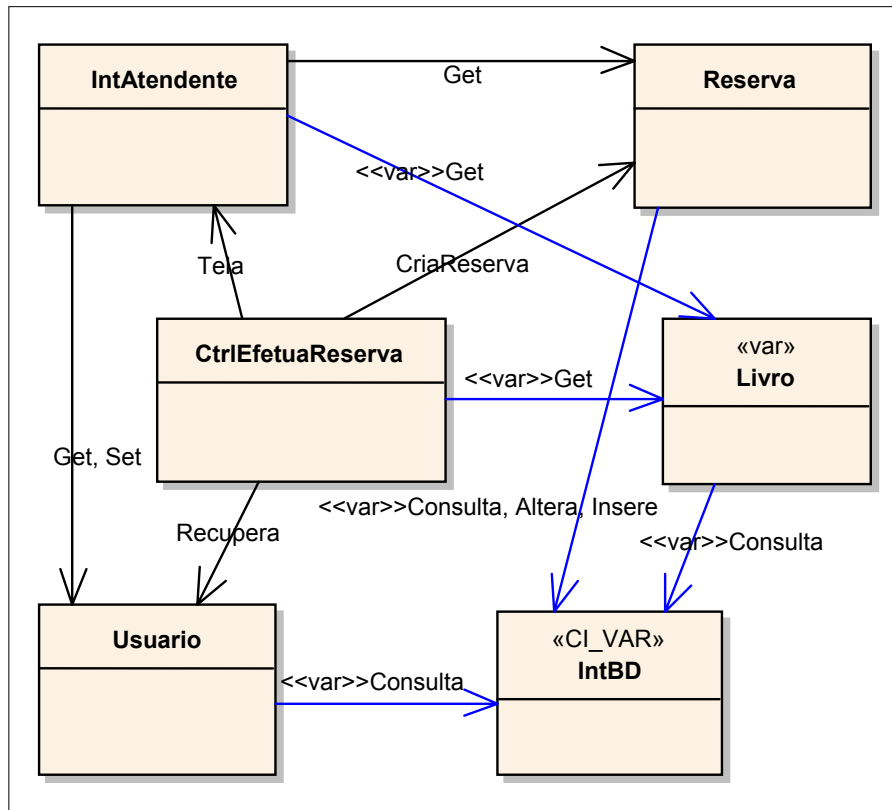 IntAtendente
Get
Reserva
<<var>>Get
Tela
CriaReserva
CtrlEfetuaReserva
<<var>>Get
«var»
Livro
Get, Set
<<var>>Consulta, Altera, Insere
Recupera
<<var>>Consulta
Usuario
«CI_VAR»
IntBD
<<var>>Consulta